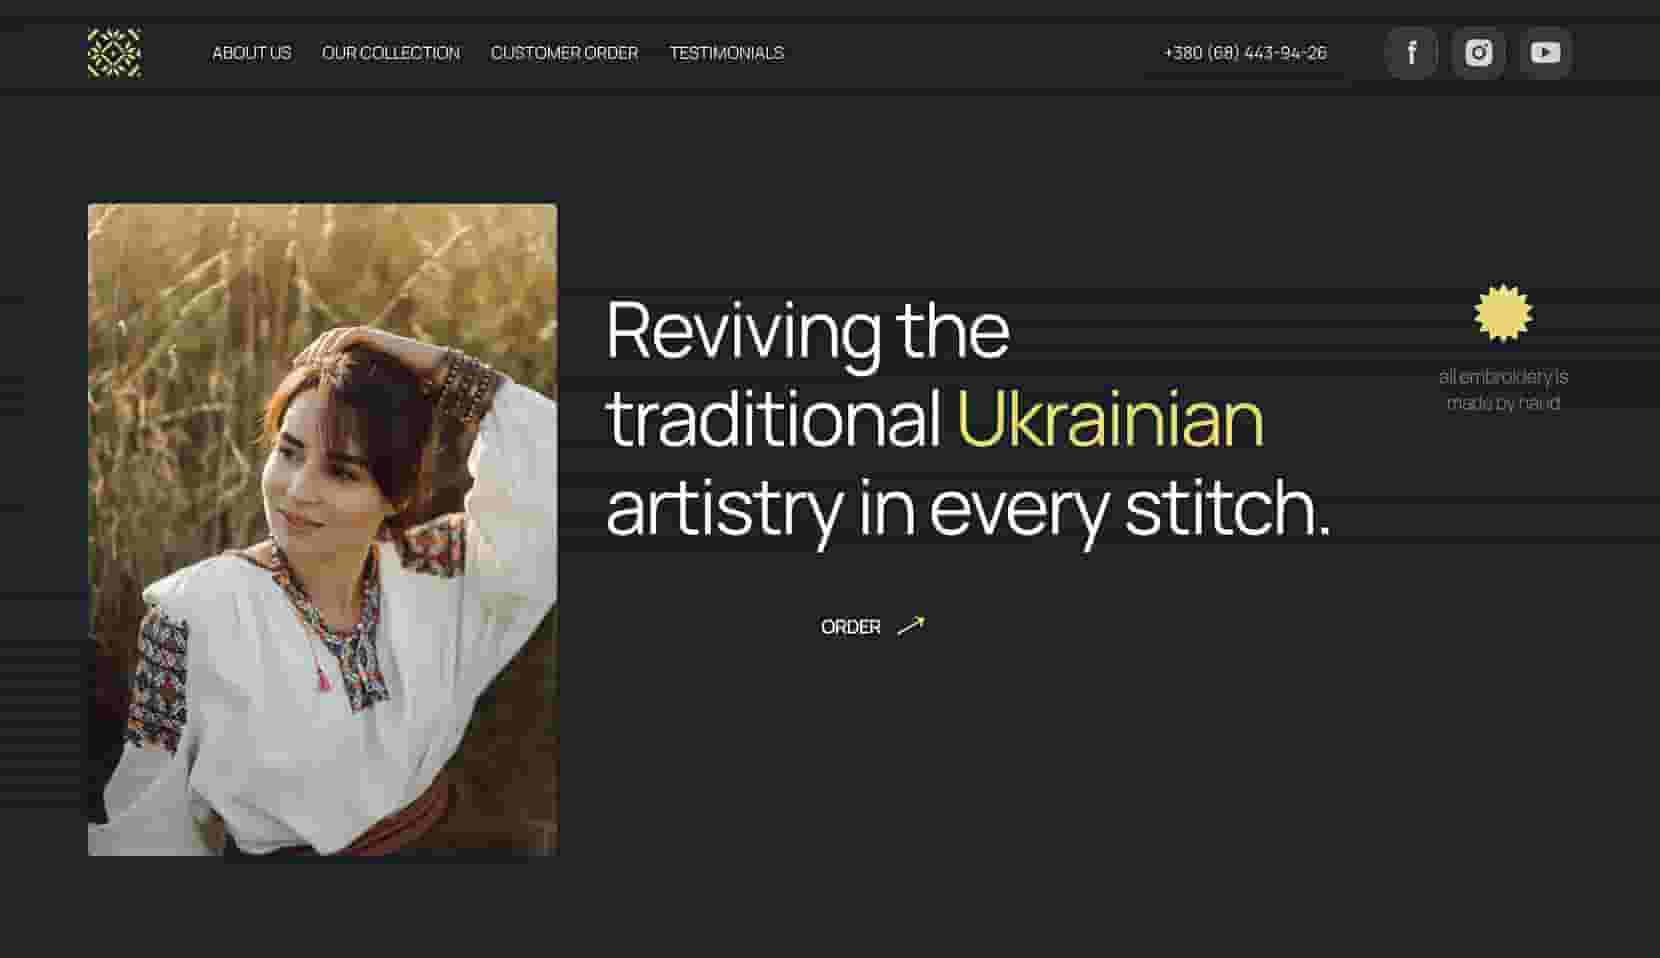 ABOUT US
OUR COLLECTION
CUSTOMER ORDER
TESTIMONIALS
+380 (68) 443-94-26
Reviving the
traditional Ukrainian
artistry in every stitch.
all embroidery is
made by hand
ORDER